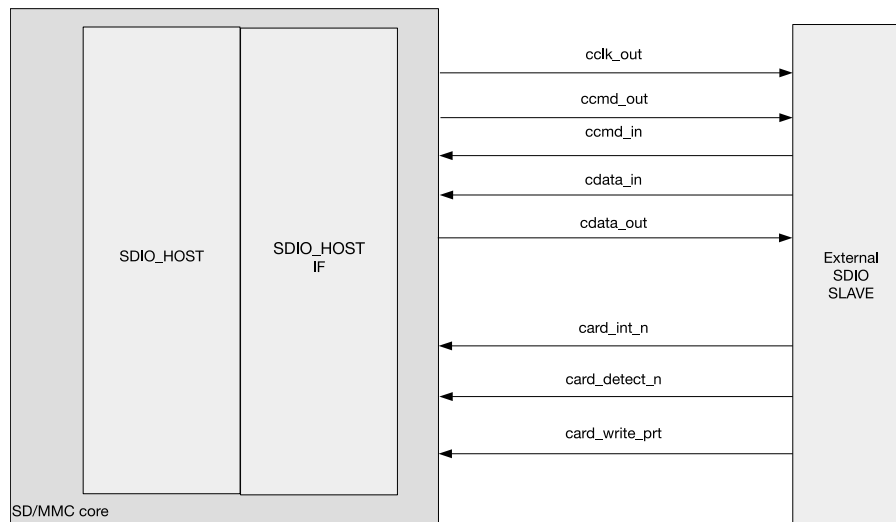 cclk_out
ccmd_out
ccmd_in
cdata_in
cdata_out
SDIO_HOST
SDIO_HOST
IF
External
SDIO
SLAVE
card_int_n
card_detect_n
card_write_prt
SD/MMC core